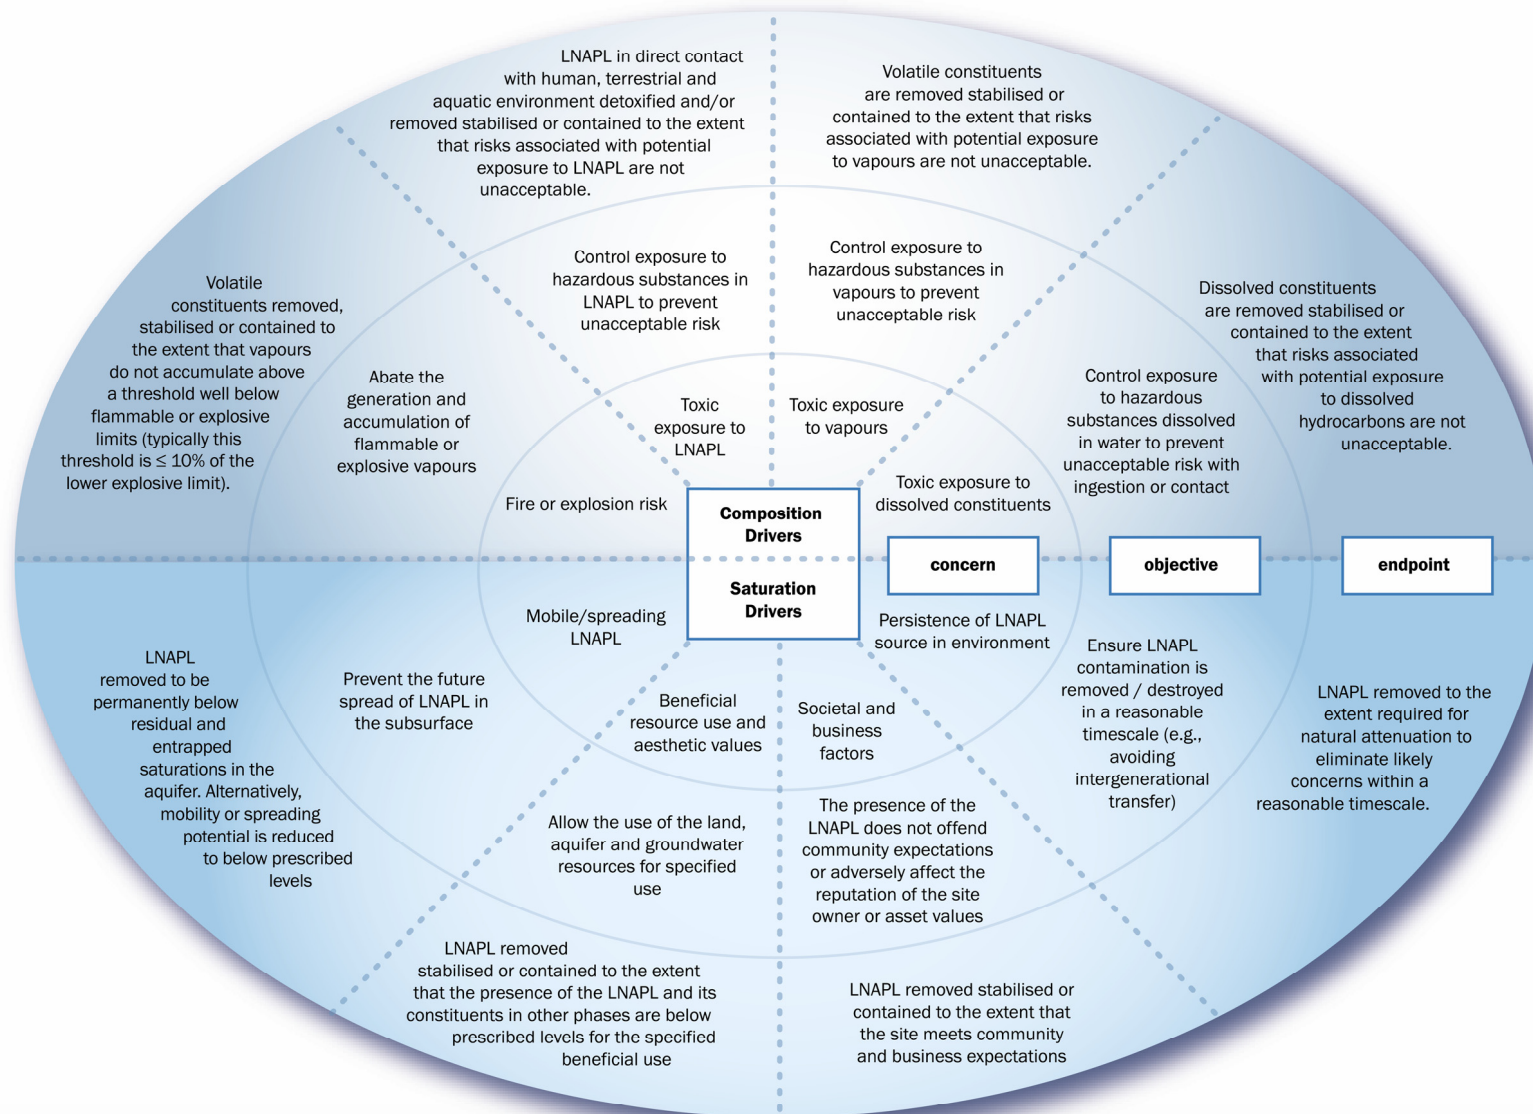 LNAPL in direct contact
with human, terrestrial and
aquatic environment detoxified and/or
removed stabilised or contained to the extent
that risks associated with potential
exposure to LNAPL are not
unacceptable.
Volatile constituents
are removed stabilised or
contained to the extent that risks
associated with potential exposure
to vapours are not unacceptable.
Control exposure to
hazardous substances in
LNAPL to prevent
unacceptable risk
Control exposure to
hazardous substances in
vapours to prevent
unacceptable risk
Volatile
constituents removed,
stabilised or contained to
the extent that vapours
do not accumulate above
a threshold well below
flammable or explosive
limits (typically this
threshold is ≤ 10% of the
lower explosive limit).
Abate the
generation and
accumulation of
flammable or
explosive vapours
Toxic
exposure to
LNAPL
Toxic exposure
to vapours
Fire or explosion risk
Toxic exposure to
dissolved constituents
Control exposure
to hazardous
substances dissolved
in water to prevent
unacceptable risk with
ingestion or contact
Dissolved constituents
are removed stabilised or
contained to the extent
that risks associated
with potential exposure
to dissolved
hydrocarbons are not
unacceptable.
Composition
Drivers
Saturation
Drivers
concern
objective
endpoint
Mobile/spreading
LNAPL
Persistence of LNAPL
source in environment
LNAPL
removed to be
permanently below
residual and
entrapped
saturations in the
aquifer. Alternatively,
mobility or spreading
potential is reduced
to below prescribed
levels
Prevent the future
spread of LNAPL in
the subsurface
Beneficial
resource use and
aesthetic values
Societal and
business
factors
Ensure LNAPL
contamination is
removed / destroyed
in a reasonable
timescale (e.g.,
avoiding
intergenerational
transfer)
LNAPL removed to the
extent required for
natural attenuation to
eliminate likely
concerns within a
reasonable timescale.
Allow the use of the land,
aquifer and groundwater
resources for specified
use
The presence of the
LNAPL does not offend
community expectations
or adversely affect the
reputation of the site
owner or asset values
LNAPL removed
stabilised or contained to the extent
that the presence of the LNAPL and its
constituents in other phases are below
prescribed levels for the specified
beneficial use
LNAPL removed stabilised or
contained to the extent that
the site meets community
and business expectations